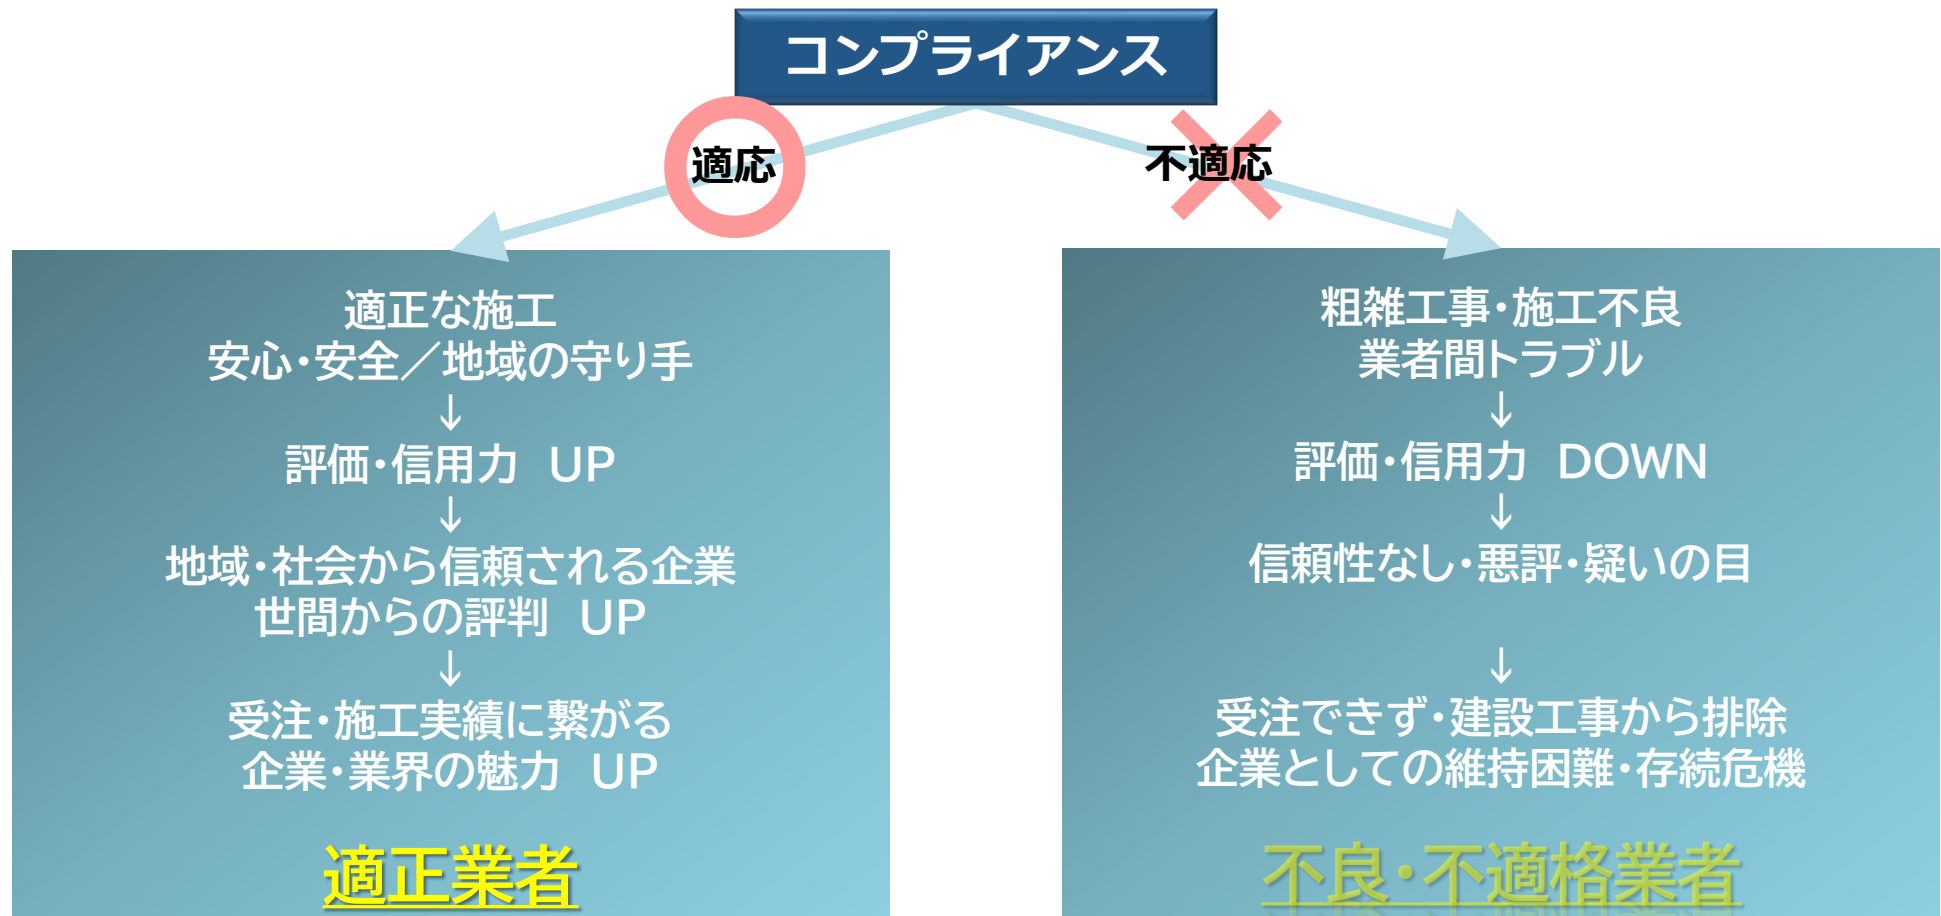 コンプライアンス
適応
不適応
適正な施工
安心・安全／地域の守り手
↓
評価・信用力　UP
↓
地域・社会から信頼される企業
世間からの評判　UP
↓
受注・施工実績に繋がる
企業・業界の魅力　UP
適正業者
粗雑工事・施工不良
業者間トラブル
↓
評価・信用力　DOWN
↓
信頼性なし・悪評・疑いの目
↓
受注できず・建設工事から排除
企業としての維持困難・存続危機
不良・不適格業者